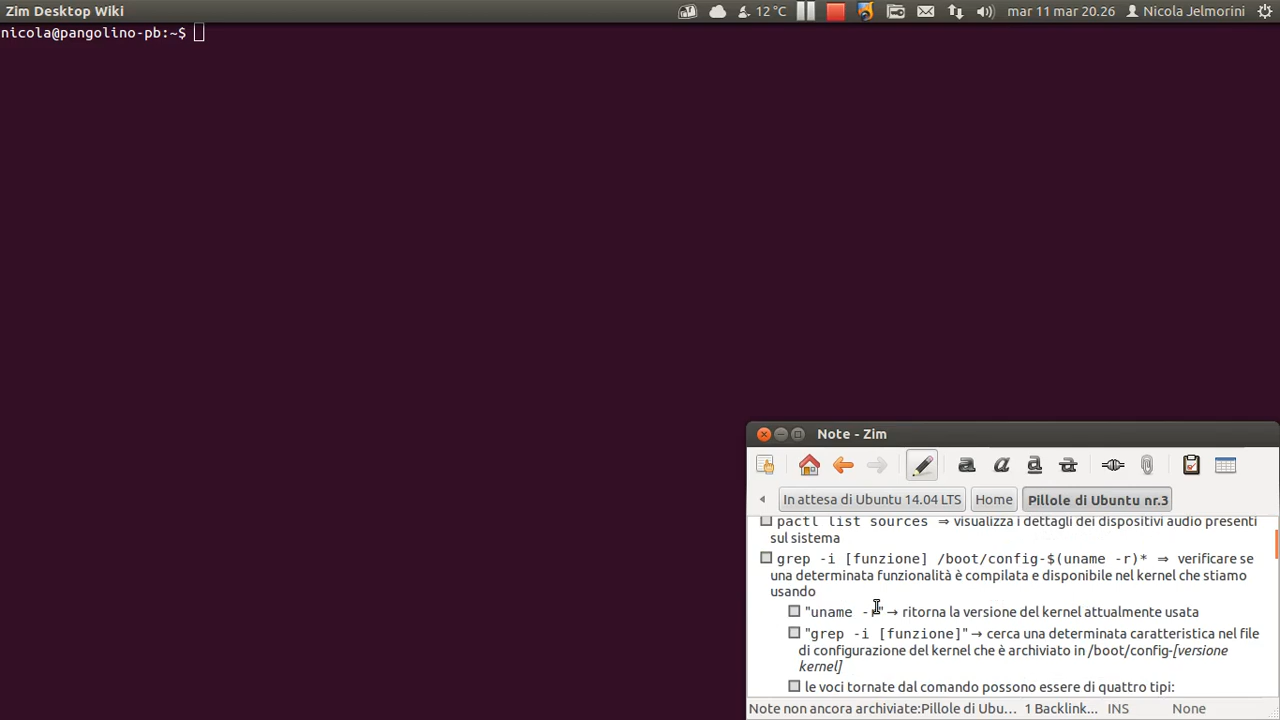 Zim Desktop Wiki 12 °C mar 11 mar 20.26 Nicola Jelmorini
nicola@pangolino-pb:~$
Note - Zim
In attesa di Ubuntu 14.04 LTS Home Pillole di Ubuntu nr.3
pactl list sources ⇒ visualizza i dettagli dei dispositivi audio presenti
sul sistema
grep -i [funzione] /boot/config-$(uname -r)* ⇒ verificare se
una determinata funzionalità è compilata e disponibile nel kernel che stiamo
usando
"uname -r" → ritorna la versione del kernel attualmente usata
"grep -i [funzione]" → cerca una determinata caratteristica nel file
di configurazione del kernel che è archiviato in /boot/config-[versione
kernel]
le voci tornate dal comando possono essere di quattro tipi:
Note non ancora archiviate:Pillole di Ubu... 1 Backlink... INS None